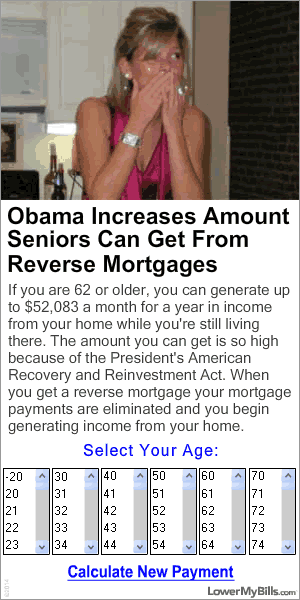 Obama Increases Amount
Seniors Can Get From
Reverse Mortgages
If you are 62 or older, you can generate up
to $52,083 a month for a year in income
from your home while you're still living
there. The amount you can get is so high
because of the President's American
Recovery and Reinvestment Act. When
you get a reverse mortgage your mortgage
payments are eliminated and you begin
generating income from your home.
Select Your Age:
-20 30 40 50 60 70
20 31 41 51 61 71
21 32 42 52 62 72
22 33 43 53 63 73
23 34 44 54 64 74
Calculate New Payment
LowerMyBills.com